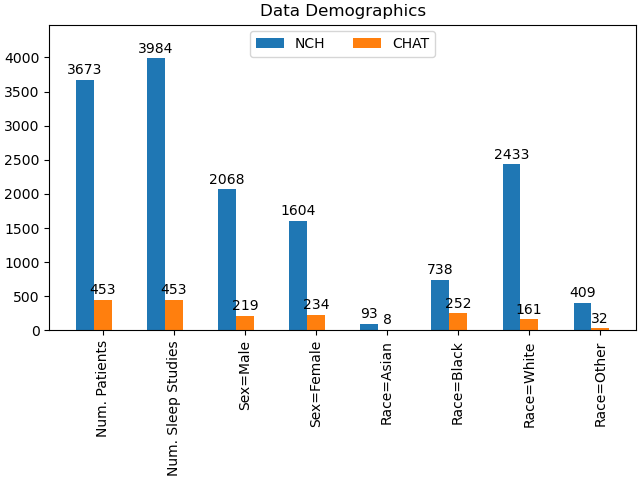 Data Demographics
NCH CHAT
4000
3500
3000
2500
2000
1500
1000
500
0
3673 453
3984 453
2068 219
1604 234
93 8
738 252
2433 161
409 32
Num. Patients
Num. Sleep Studies
Sex=Male
Sex=Female
Race=Asian
Race=Black
Race=White
Race=Other